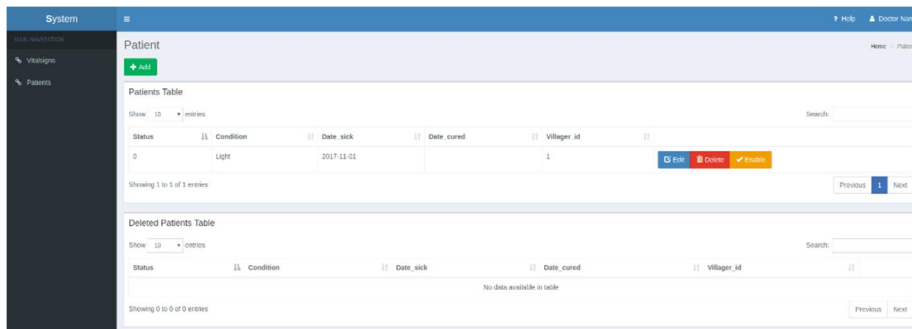 System
? Help Doctor Nam
MAIN NAVIGATION
Vitalsigns
Patients
Patient
Home > Patien
+ Add
Patients Table
Show 10 entries
Search:
Status Condition Date_sick Date_cured Villager_id
0 Light 2017-11-01 1 Edit Delete Enable
Showing 1 to 1 of 1 entries
Previous 1 Next
Deleted Patients Table
Show 10 entries
Search:
Status Condition Date_sick Date_cured Villager_id
No data available in table
Showing 0 to 0 of 0 entries
Previous Next